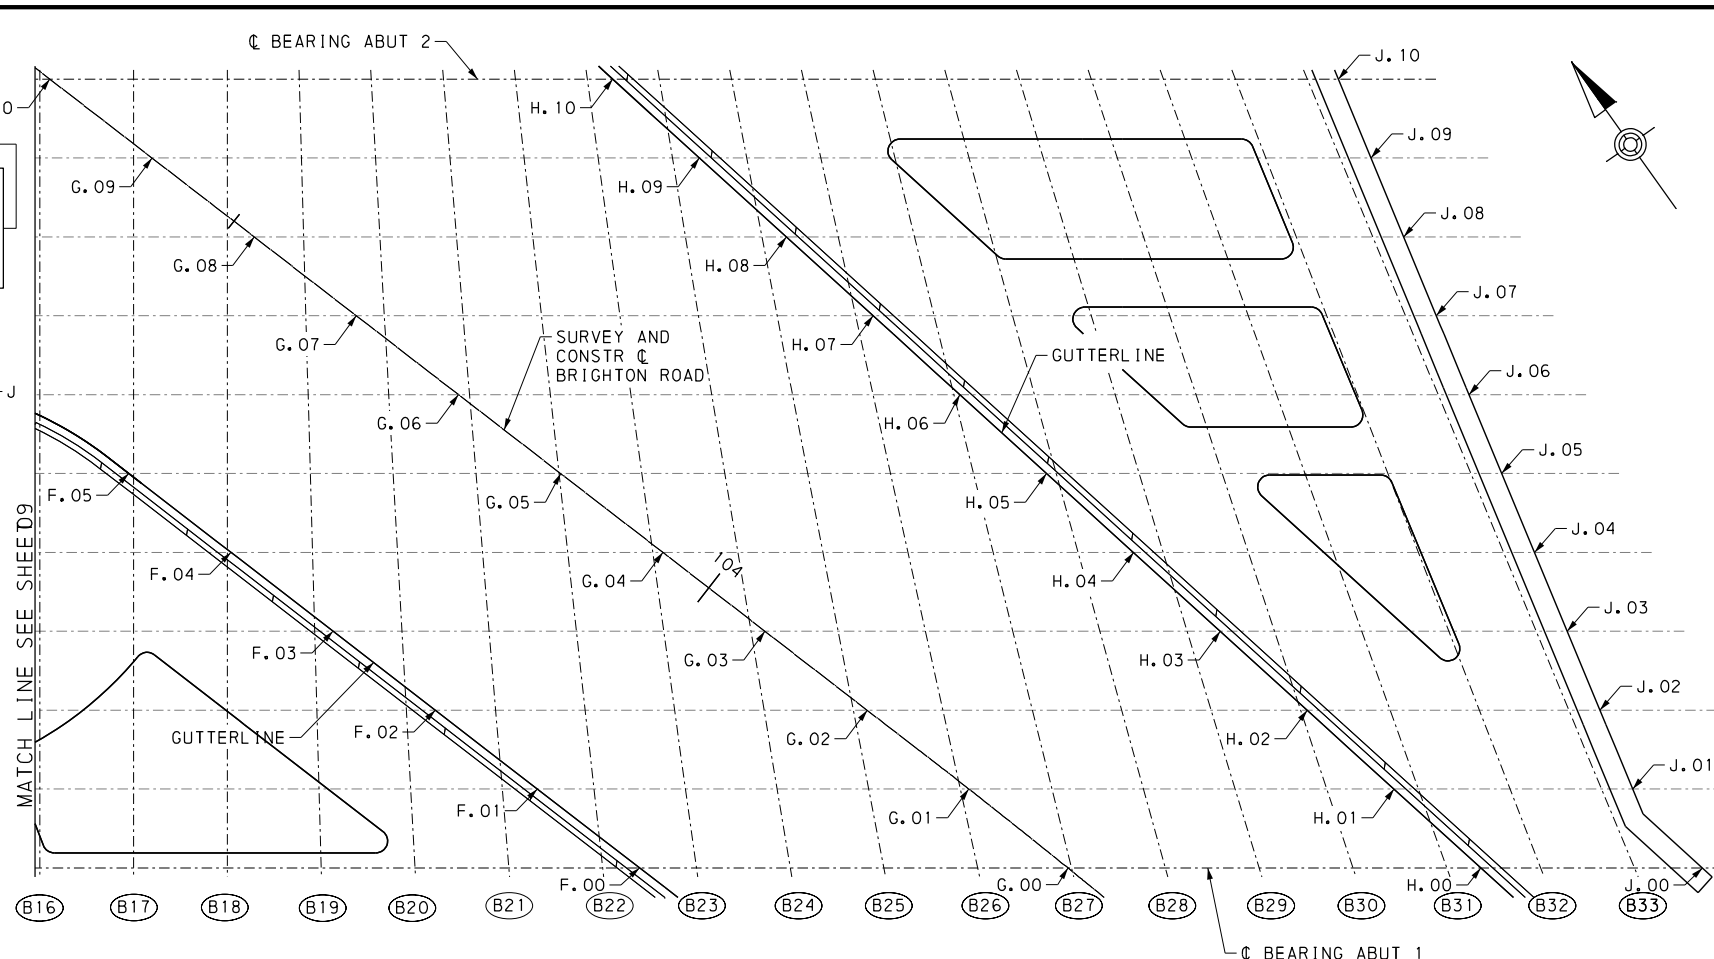 ℄ BEARING ABUT 2
J.10
0
H.10
J.09
G.09
H.09
J.08
G.08
H.08
J.07
G.07
H.07
SURVEY AND
CONSTR ℄
BRIGHTON ROAD
GUTTERLINE
J.06
J
G.06
H.06
J.05
F.05
G.05
H.05
MATCH LINE SEE SHEET D9
J.04
F.04
G.04
104
H.04
J.03
F.03
G.03
H.03
J.02
GUTTERLINE
F.02
G.02
H.02
J.01
F.01
G.01
H.01
F.00
G.00
H.00
J.00
B16 B17 B18 B19 B20 B21 B22 B23 B24 B25 B26 B27 B28 B29 B30 B31 B32 B33
℄ BEARING ABUT 1